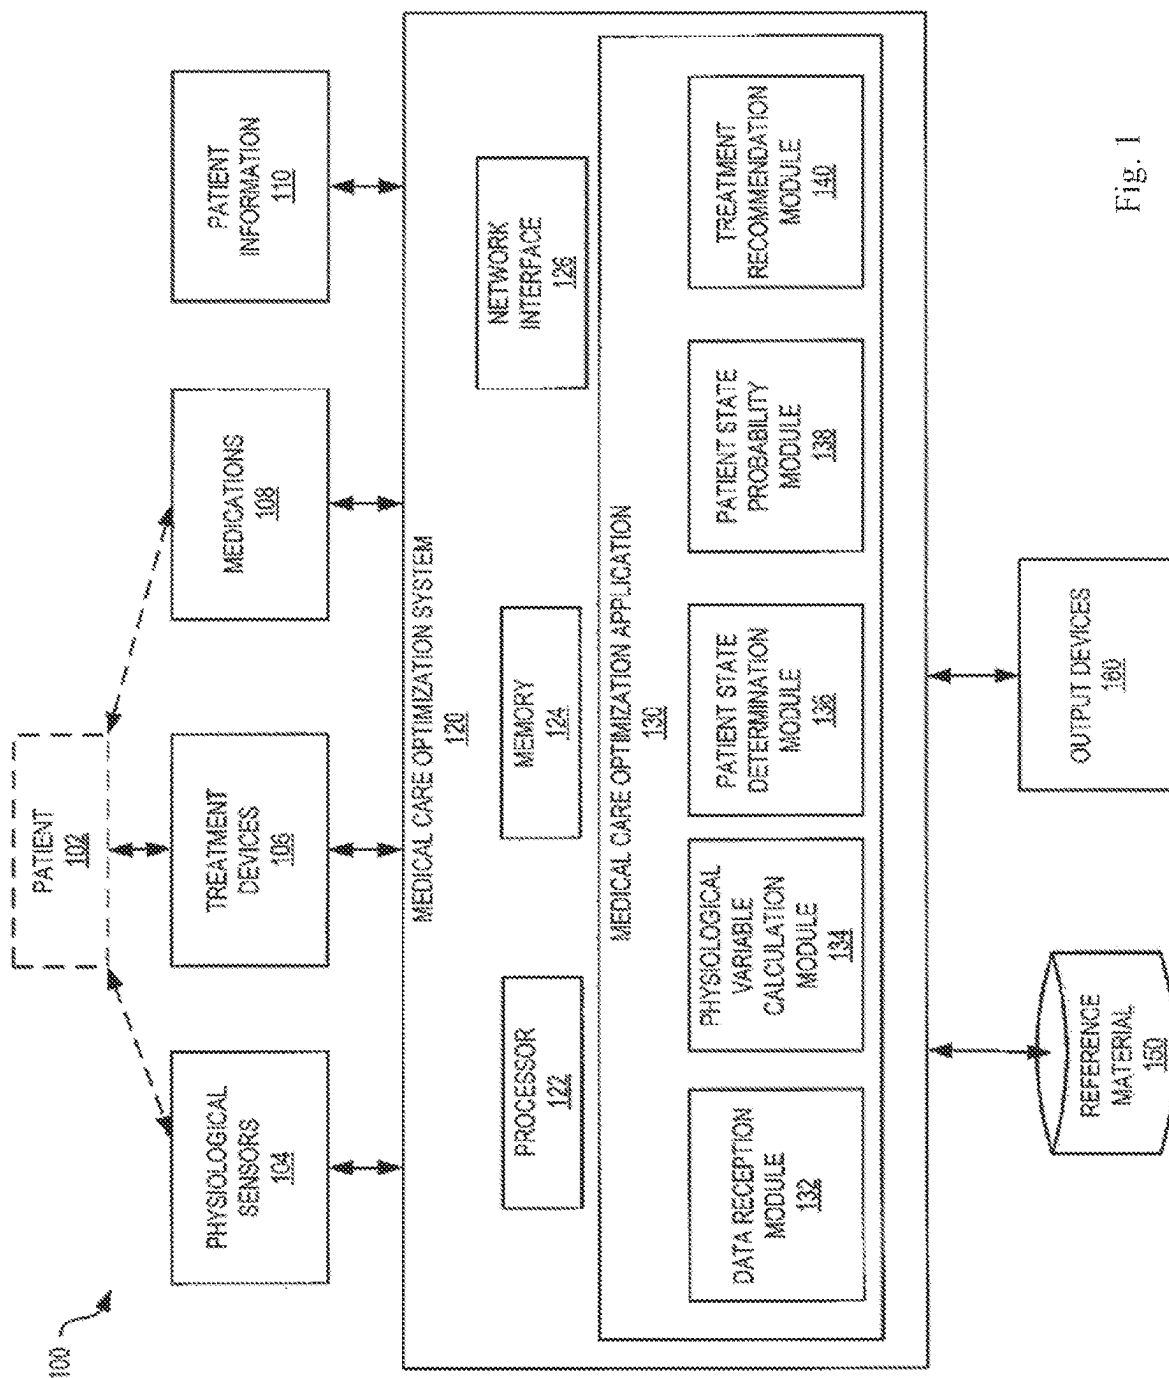 100
PATIENT
102
PHYSIOLOGICAL
SENSORS
104
TREATMENT
DEVICES
106
MEDICATIONS
108
PATIENT
INFORMATION
110
MEDICAL CARE OPTIMIZATION SYSTEM
120
PROCESSOR
122
MEMORY
124
NETWORK
INTERFACE
126
MEDICAL CARE OPTIMIZATION APPLICATION
130
DATA RECEPTION
MODULE
132
PHYSIOLOGICAL
VARIABLE
CALCULATION
MODULE
134
PATIENT STATE
DETERMINATION
MODULE
136
PATIENT STATE
PROBABILITY
MODULE
138
TREATMENT
RECOMMENDATION
MODULE
140
REFERENCE
MATERIAL
150
OUTPUT DEVICES
160
Fig. 1